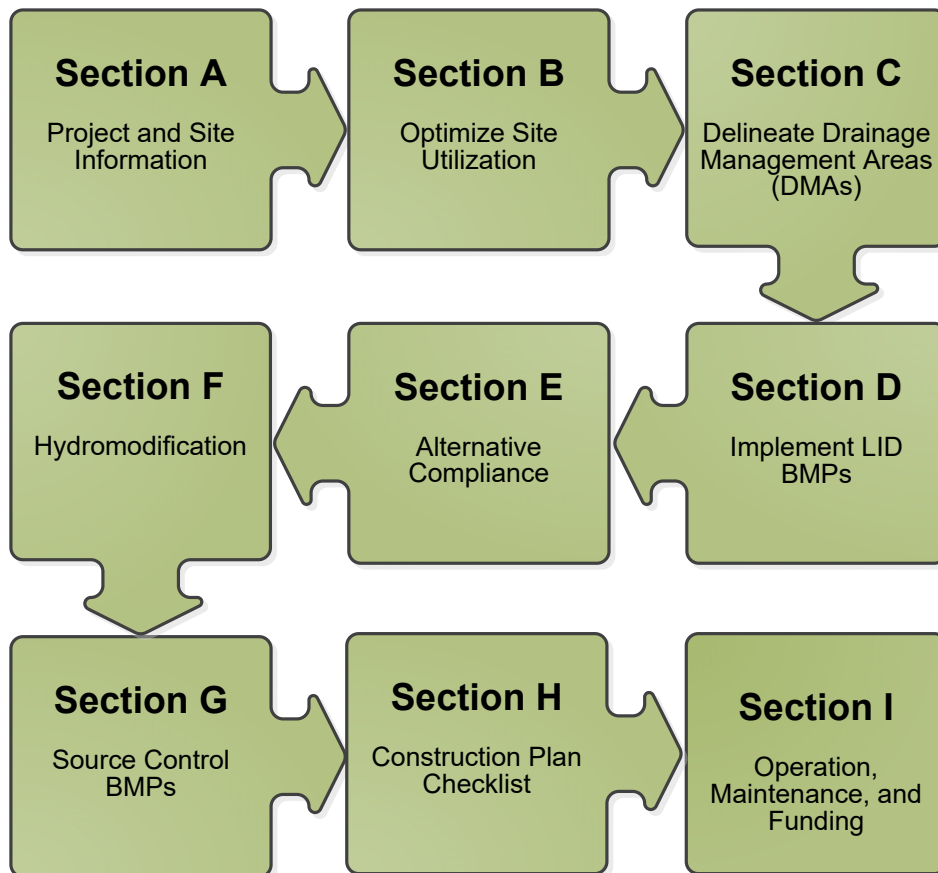 Section A
Project and Site
Information
Section B
Optimize Site
Utilization
Section C
Delineate Drainage
Management Areas
(DMAs)
Section D
Implement LID
BMPs
Section E
Alternative
Compliance
Section F
Hydromodification
Section G
Source Control
BMPs
Section H
Construction Plan
Checklist
Section I
Operation,
Maintenance, and
Funding